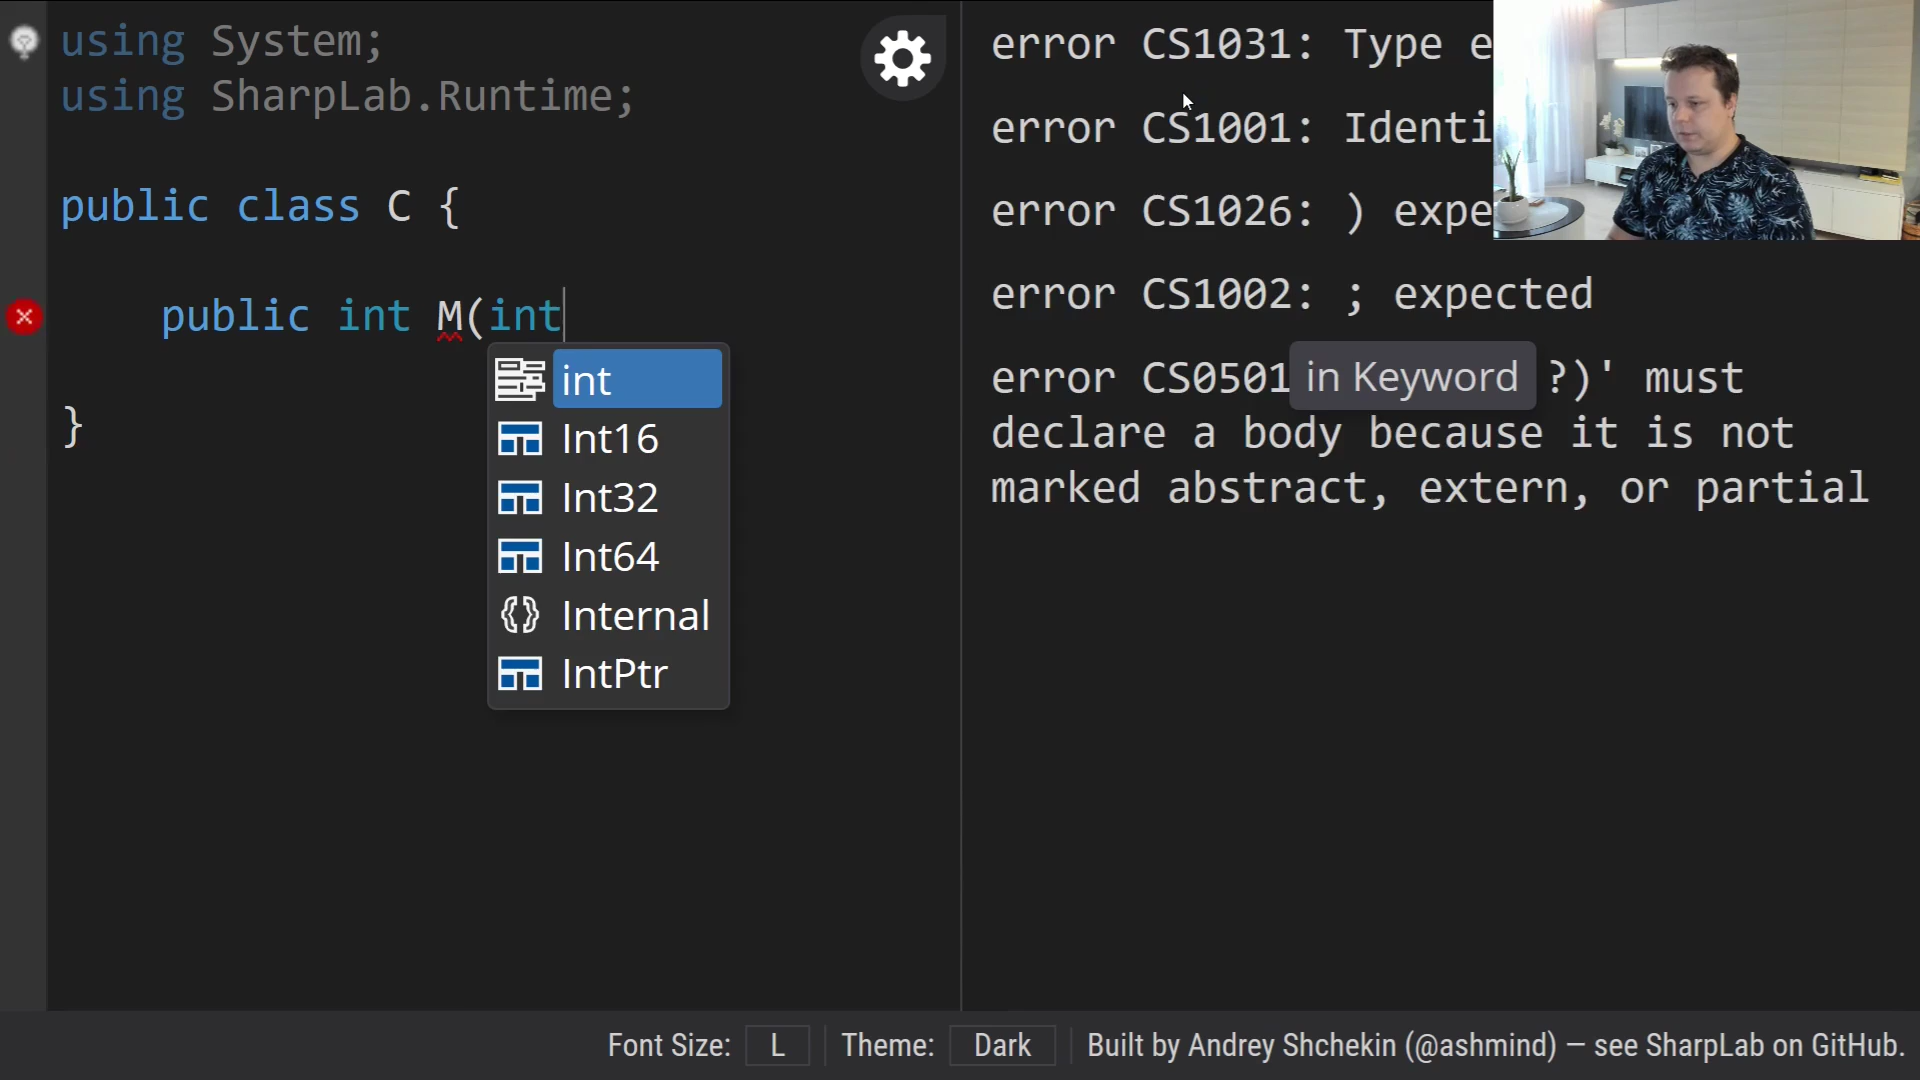 using System;
using SharpLab.Runtime;
public class C {
public int M(int
}
int
Int16
Int32
Int64
Internal
IntPtr
error CS1031: Type e
error CS1001: Identi
error CS1026: ) expe
error CS1002: ; expected
error CS0501
in Keyword
?)' must
declare a body because it is not
marked abstract, extern, or partial
Font Size: L
Theme: Dark
Built by Andrey Shchekin (@ashmind) — see SharpLab on GitHub.